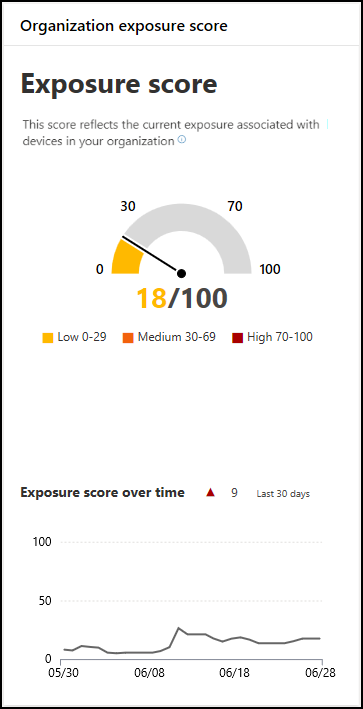 Organization exposure score
Exposure score
This score reflects the current exposure associated with
devices in your organization
30 70
0 100
18/100
Low 0-29 Medium 30-69 High 70-100
Exposure score over time 9 Last 30 days
100
50
0
05/30 06/08 06/18 06/28